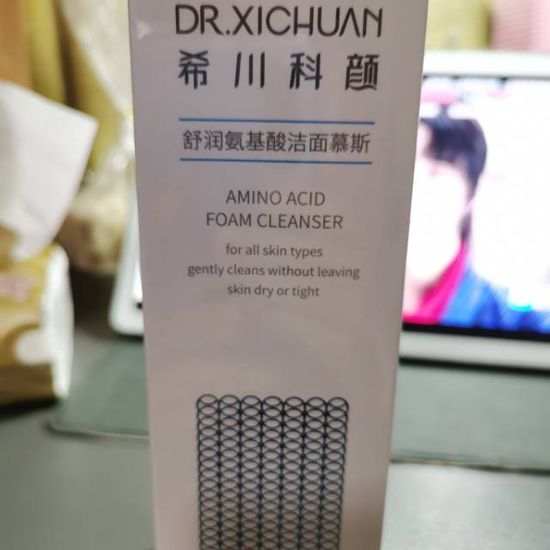 DR.XICHUAN
希川科颜
舒润氨基酸洁面慕斯
AMINO ACID
FOAM CLEANSER
for all skin types
gently cleans without leaving
skin dry or tight